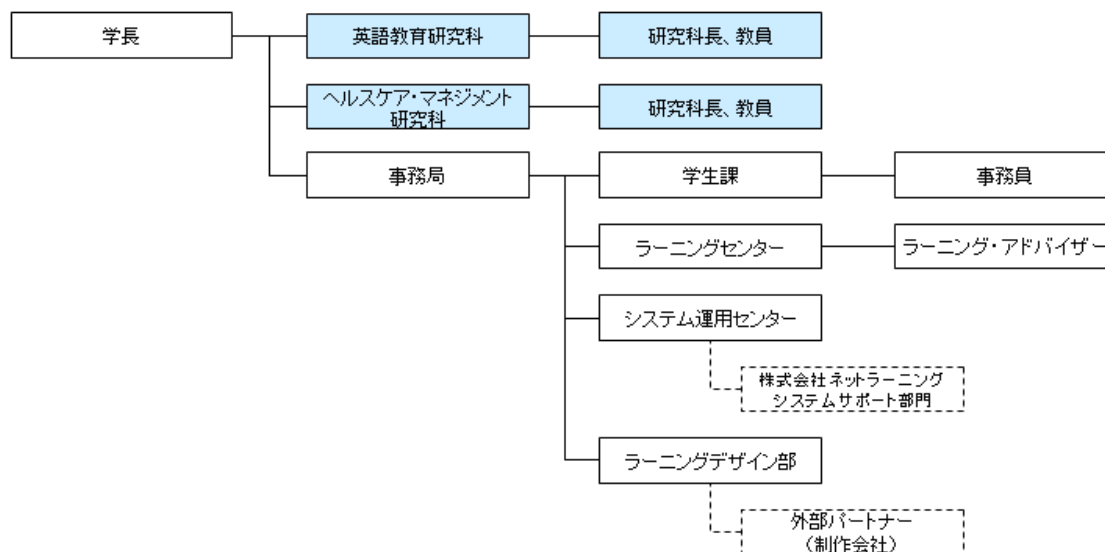 学長
英語教育研究科
研究科長、教員
ヘルスケア・マネジメント
研究科
研究科長、教員
事務局
学生課
事務員
ラーニングセンター
ラーニング・アドバイザー
システム運用センター
株式会社ネットラーニング
システムサポート部門
ラーニングデザイン部
外部パートナー
（制作会社）